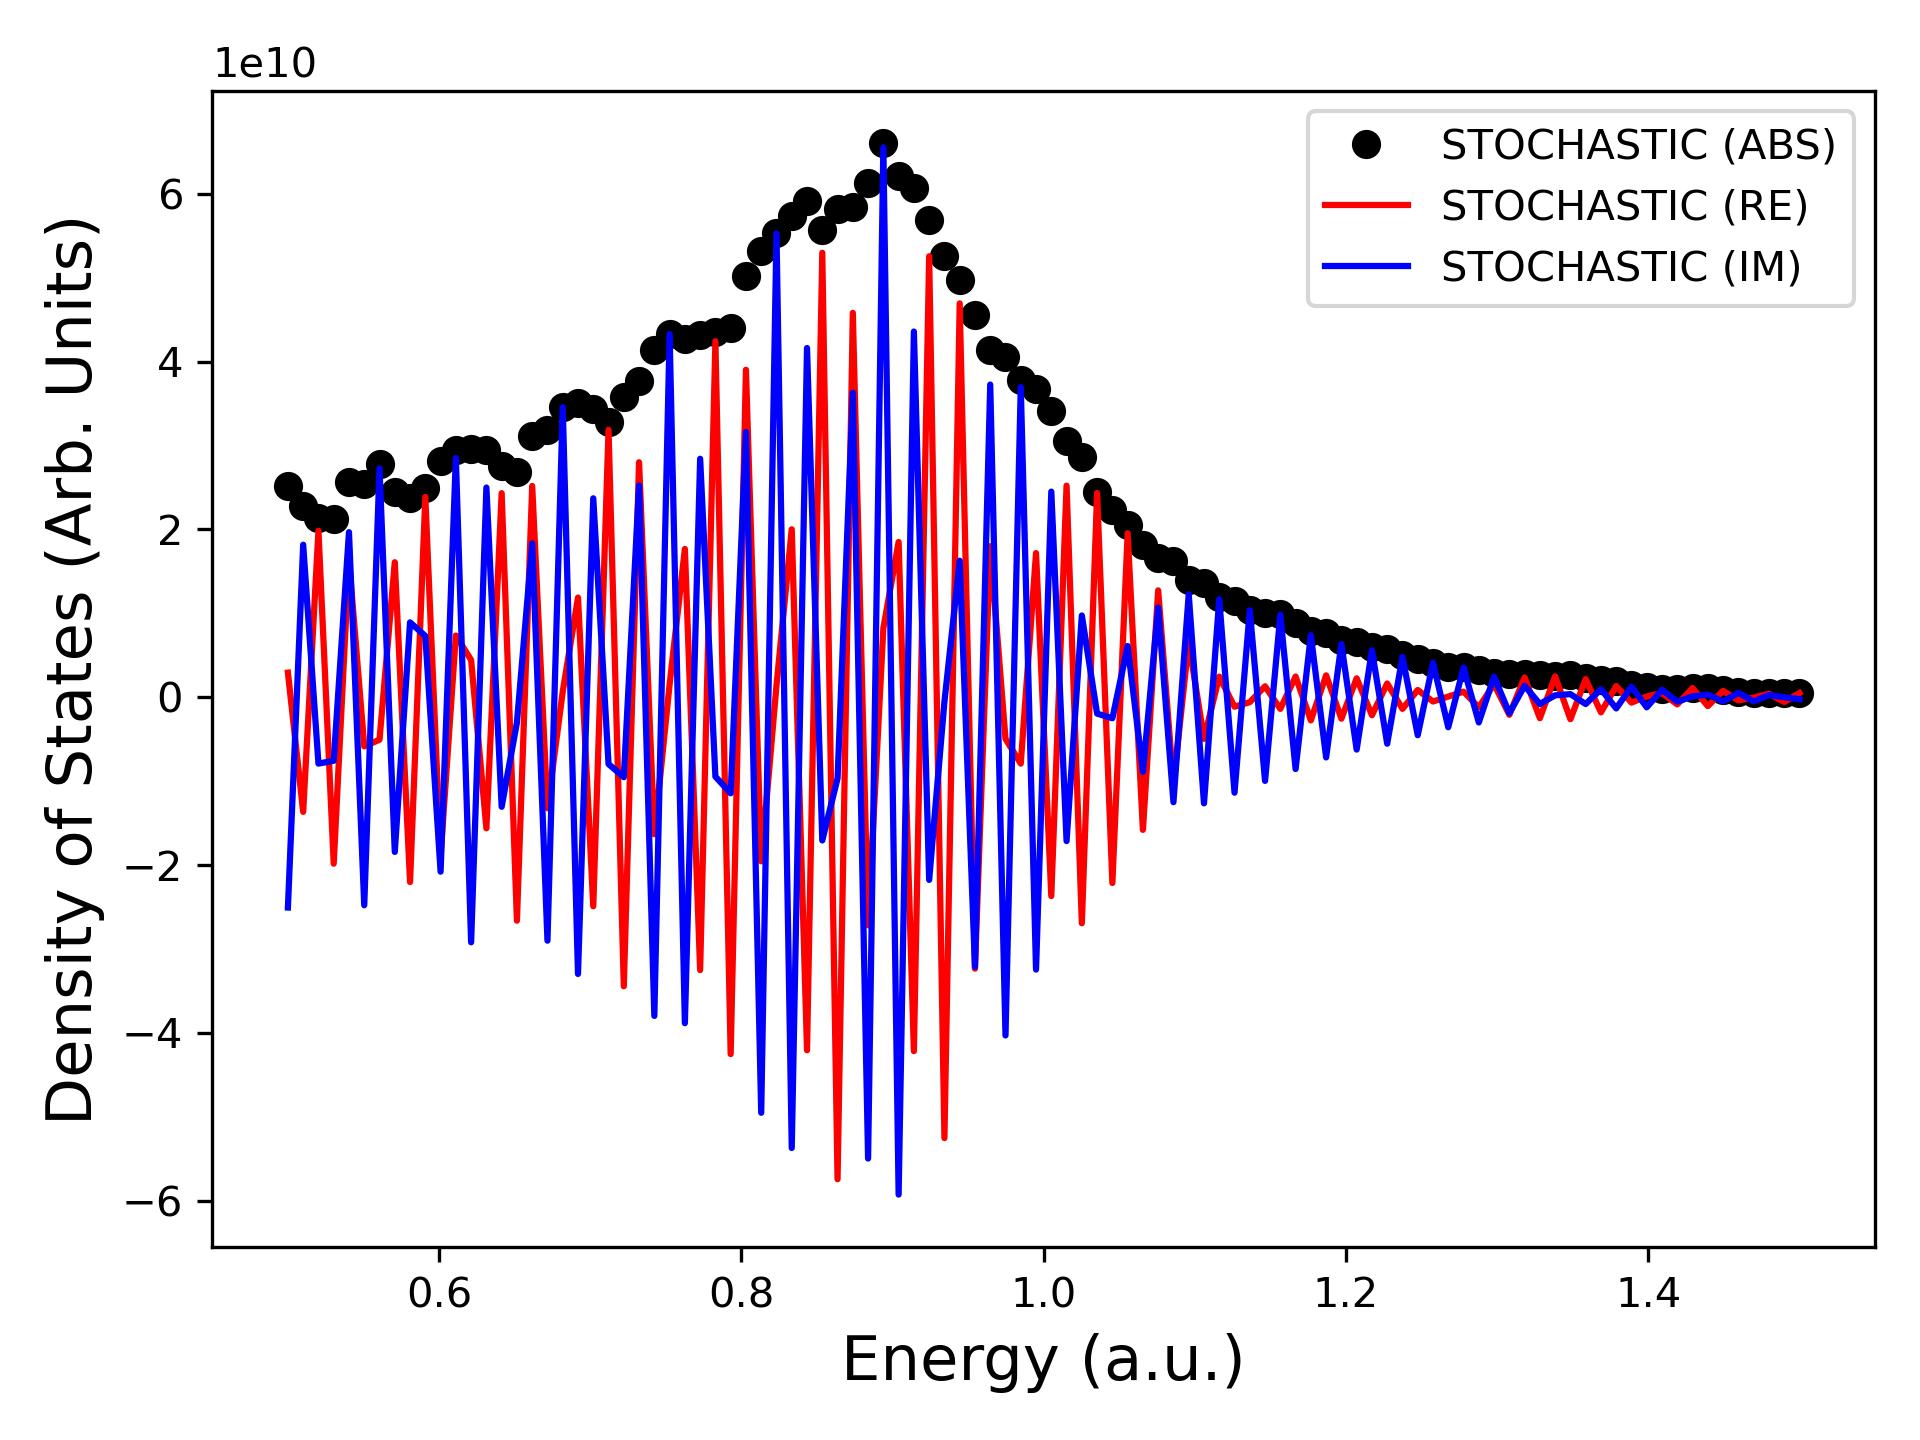 1e10
Density of States (Arb. Units)
6
4
2
0
−2
−4
−6
STOCHASTIC (ABS)
STOCHASTIC (RE)
STOCHASTIC (IM)
0.6 0.8 1.0 1.2 1.4
Energy (a.u.)